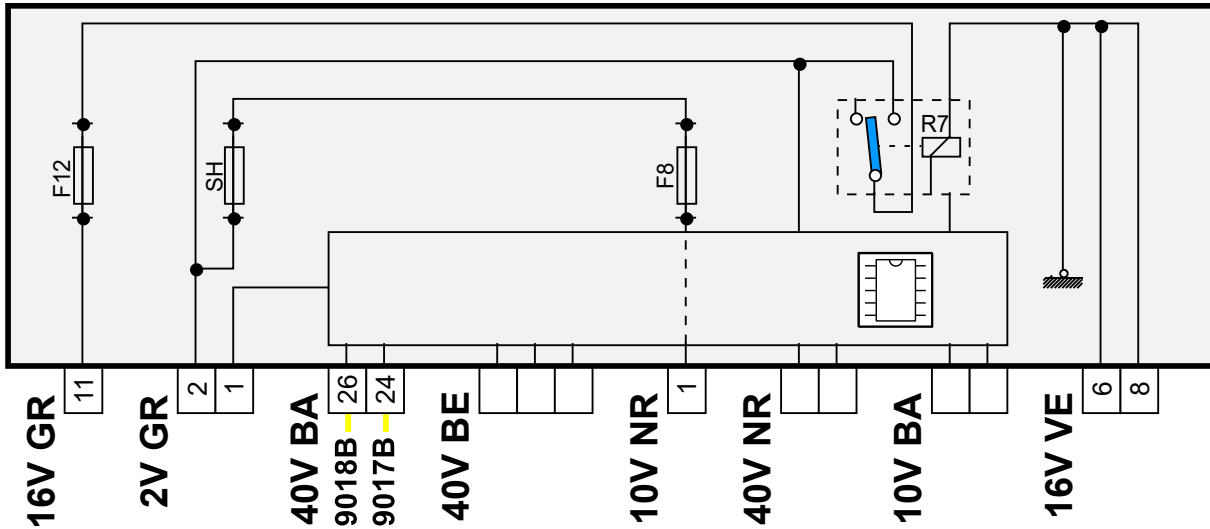 R7
F12
SH
F8
11
2
1
26
24
1
6
8
16V GR
2V GR
40V BA
9018B
9017B
40V BE
10V NR
40V NR
10V BA
16V VE